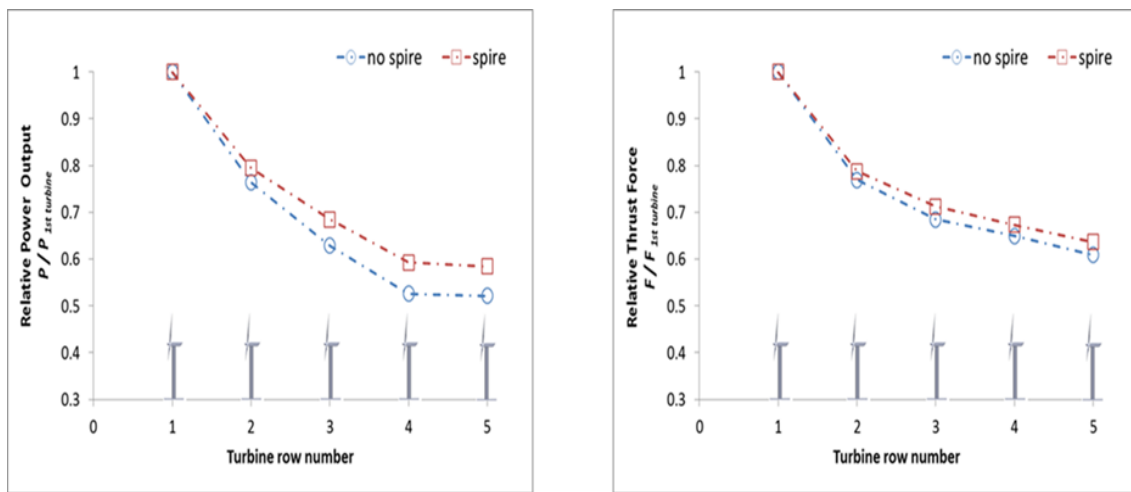 no spire spire
1
0.9
0.8
0.7
0.6
0.5
0.4
0.3
0 1 2 3 4 5
Turbine row number
Relative Power Output
P / P 1st turbine
no spire spire
1
0.9
0.8
0.7
0.6
0.5
0.4
0.3
0 1 2 3 4 5
Turbine row number
Relative Thrust Force
F / F 1st turbine